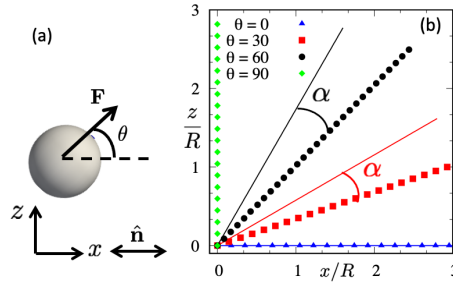 (a)
F
θ
z
x
n̂
(b)
θ = 0
θ = 30
θ = 60
θ = 90
α
α
z/R
3
2
1
0
0
1
2
3
x/R